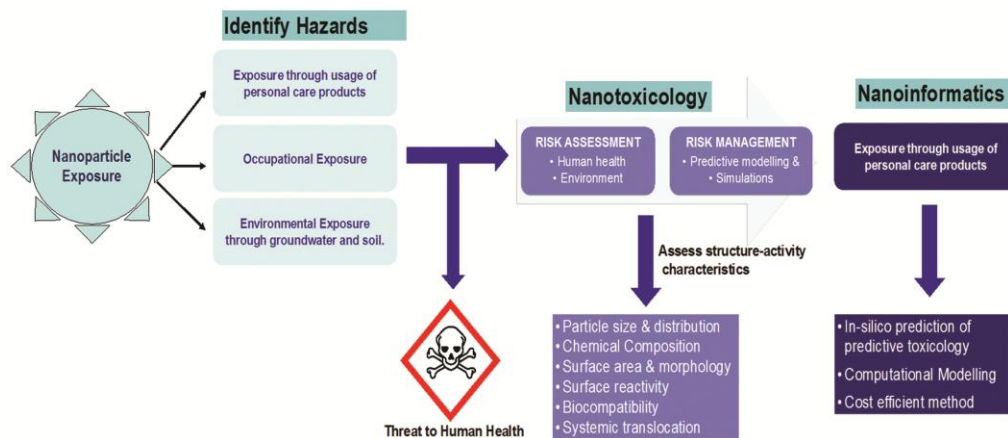 Identify Hazards
Nanoparticle
Exposure
Exposure through usage of
personal care products
Occupational Exposure
Environmental Exposure
through groundwater and soil.
Threat to Human Health
Nanotoxicology
RISK ASSESSMENT
• Human health
• Environment
RISK MANAGEMENT
• Predictive modelling &
• Simulations
Assess structure-activity
characteristics
• Particle size & distribution
• Chemical Composition
• Surface area & morphology
• Surface reactivity
• Biocompatibility
• Systemic translocation
Nanoinformatics
Exposure through usage of
personal care products
• In-silico prediction of
predictive toxicology
• Computational Modelling
• Cost efficient method